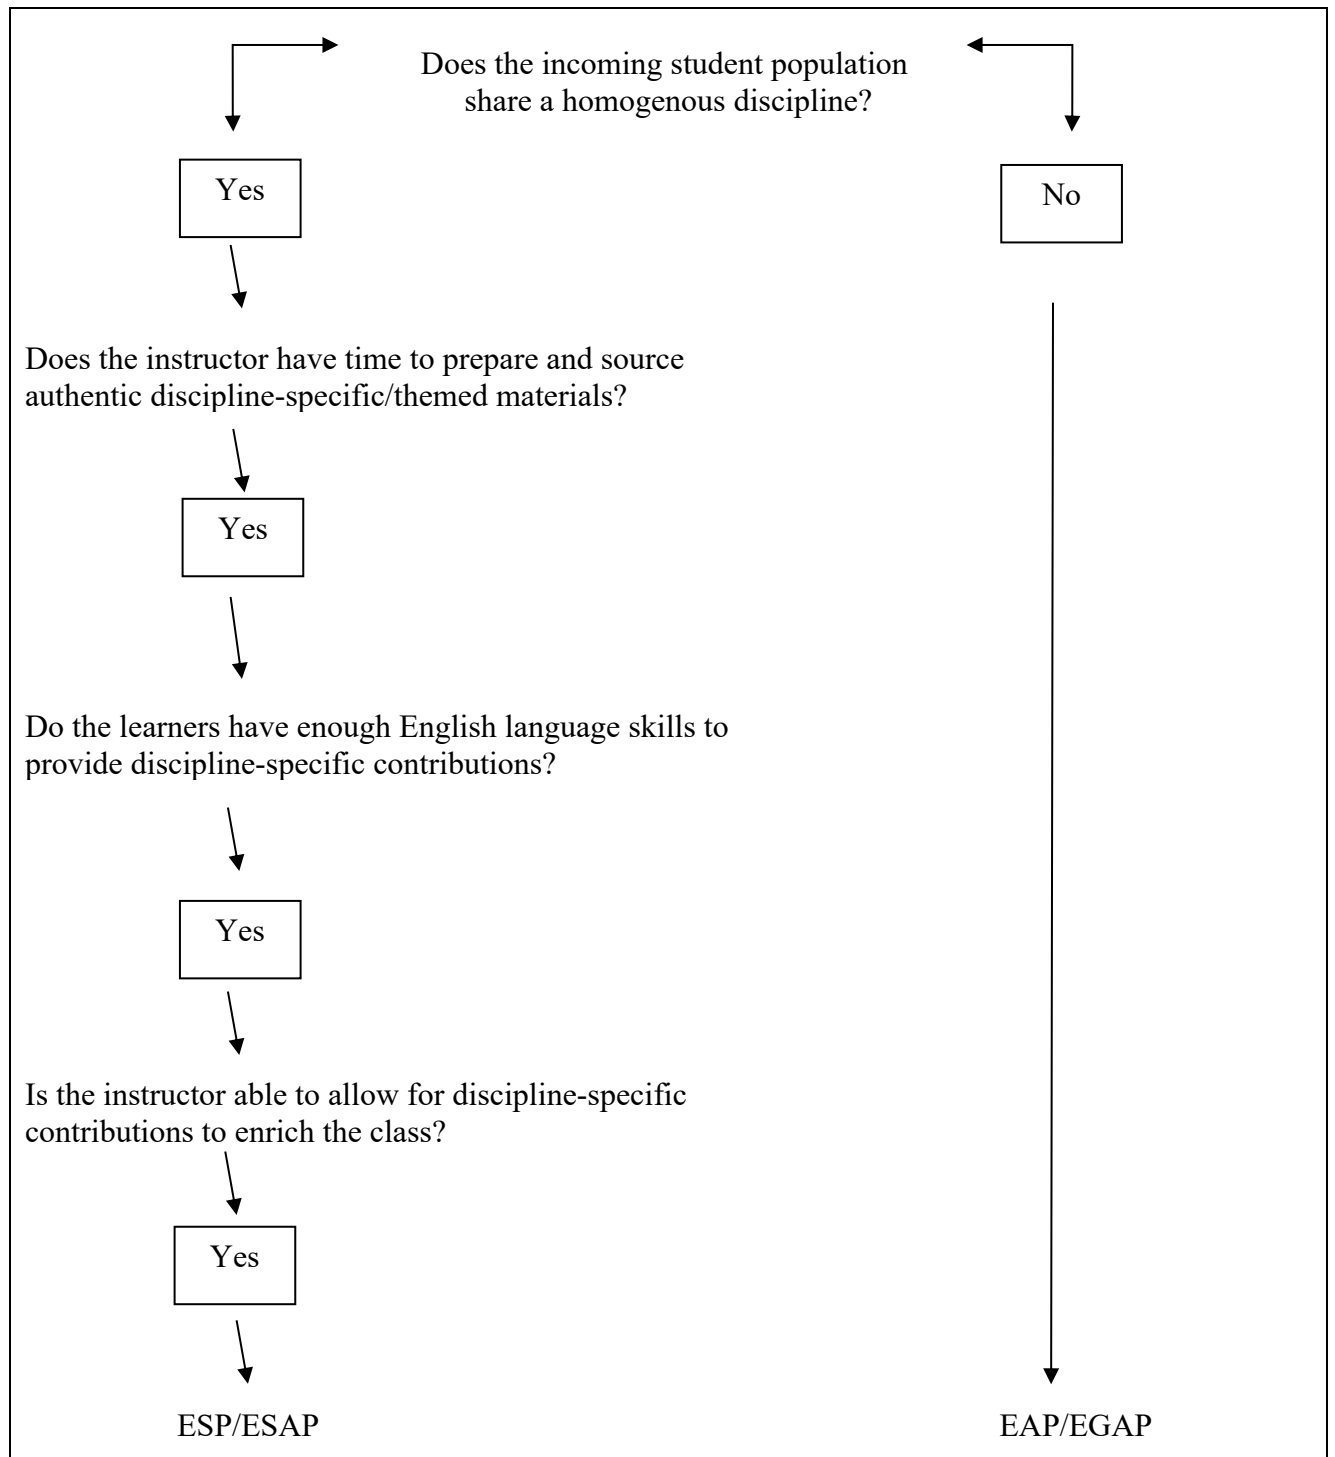 Does the incoming student population
share a homogenous discipline?
Yes
No
Does the instructor have time to prepare and source
authentic discipline-specific/themed materials?
Yes
Do the learners have enough English language skills to
provide discipline-specific contributions?
Yes
Is the instructor able to allow for discipline-specific
contributions to enrich the class?
Yes
ESP/ESAP
EAP/EGAP